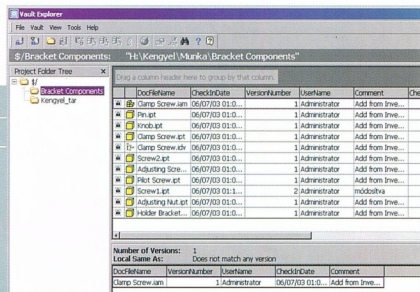 Vault Explorer
File Vault View Tools Help
$/Bracket Components: "H:\Kengyel\Munka\Bracket Components"
Project Folder Tree
Drag a column header here to group by that column.
$/
Bracket Components
Kengyel_tar
DocFileName CheckInDate VersionNumber UserName Comment Che
Clamp Screw.iam 06/07/03 01:0... 1 Administrator Add from Inve...
Pin.ipt 06/07/03 01:0... 1 Administrator Add from Inve...
Knob.ipt 06/07/03 01:0... 1 Administrator Add from Inve...
Clamp Screw.ipt 06/07/03 01:0... 1 Administrator Add from Inve...
Clamp Screw.idv 06/07/03 01:0... 1 Administrator Add from Inve...
Screw2.ipt 06/07/03 01:0... 1 Administrator Add from Inve...
Adjusting Scre... 06/07/03 01:0... 1 Administrator Add from Inve...
Pilot Screw.ipt 06/07/03 01:0... 1 Administrator Add from Inve...
Screw1.ipt 06/07/03 01:1... 2 Administrator módosítva
Adjusting Nut.ipt 06/07/03 01:0... 1 Administrator Add from Inve...
Holder Bracket... 06/07/03 01:0... 1 Administrator Add from Inve...
Number of Versions: 1
Local Same As: Does not match any version
DocFileName VersionNumber UserName CheckInDate Comment
Clamp Screw.iam 1 Administrator 06/07/03 01:0... Add from Inve...